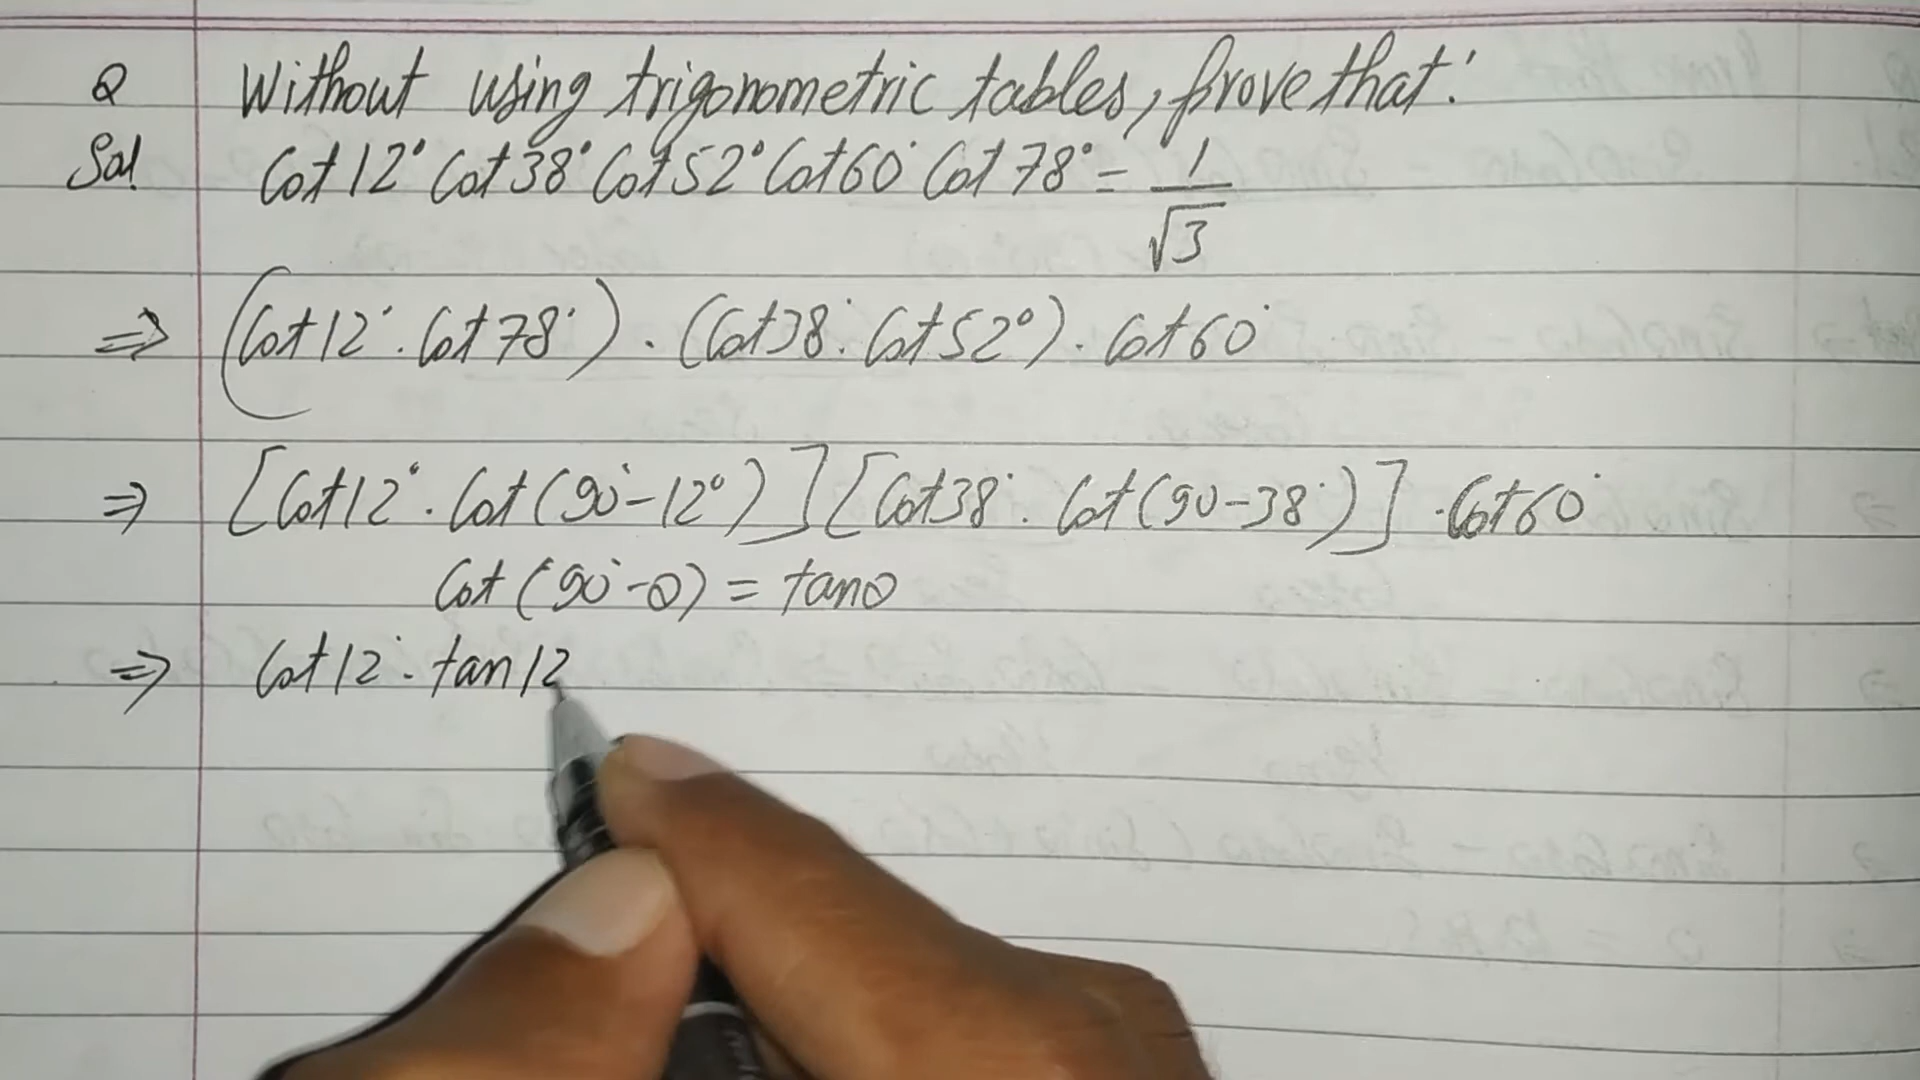 Q Without using trigonometric tables, prove that:
Sol Cot 12° Cot 38° Cot 52° Cot 60° Cot 78° = 1/√3
⇒ (Cot 12° . Cot 78°) . (Cot 38° . Cot 52°) . Cot 60°
⇒ [Cot 12° . Cot (90° - 12°)] [Cot 38° . Cot (90 - 38°)] . Cot 60°
Cot (90° - θ) = tan θ
⇒ Cot 12° . tan 12